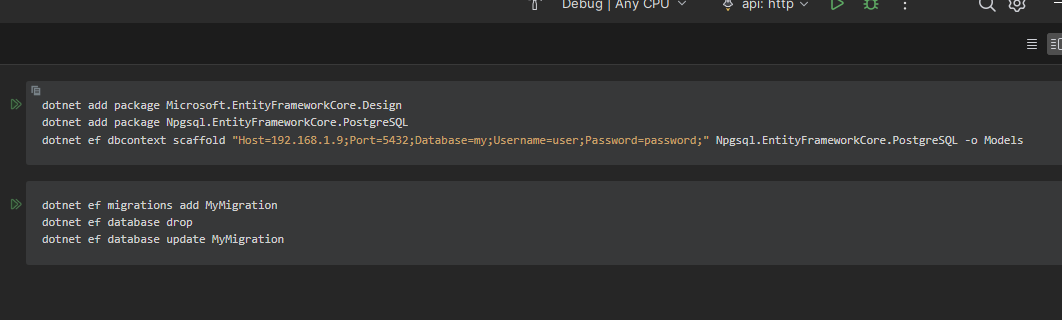 Debug | Any CPU
api: http
dotnet add package Microsoft.EntityFrameworkCore.Design
dotnet add package Npgsql.EntityFrameworkCore.PostgreSQL
dotnet ef dbcontext scaffold "Host=192.168.1.9;Port=5432;Database=my;Username=user;Password=password;" Npgsql.EntityFrameworkCore.PostgreSQL -o Models
dotnet ef migrations add MyMigration
dotnet ef database drop
dotnet ef database update MyMigration